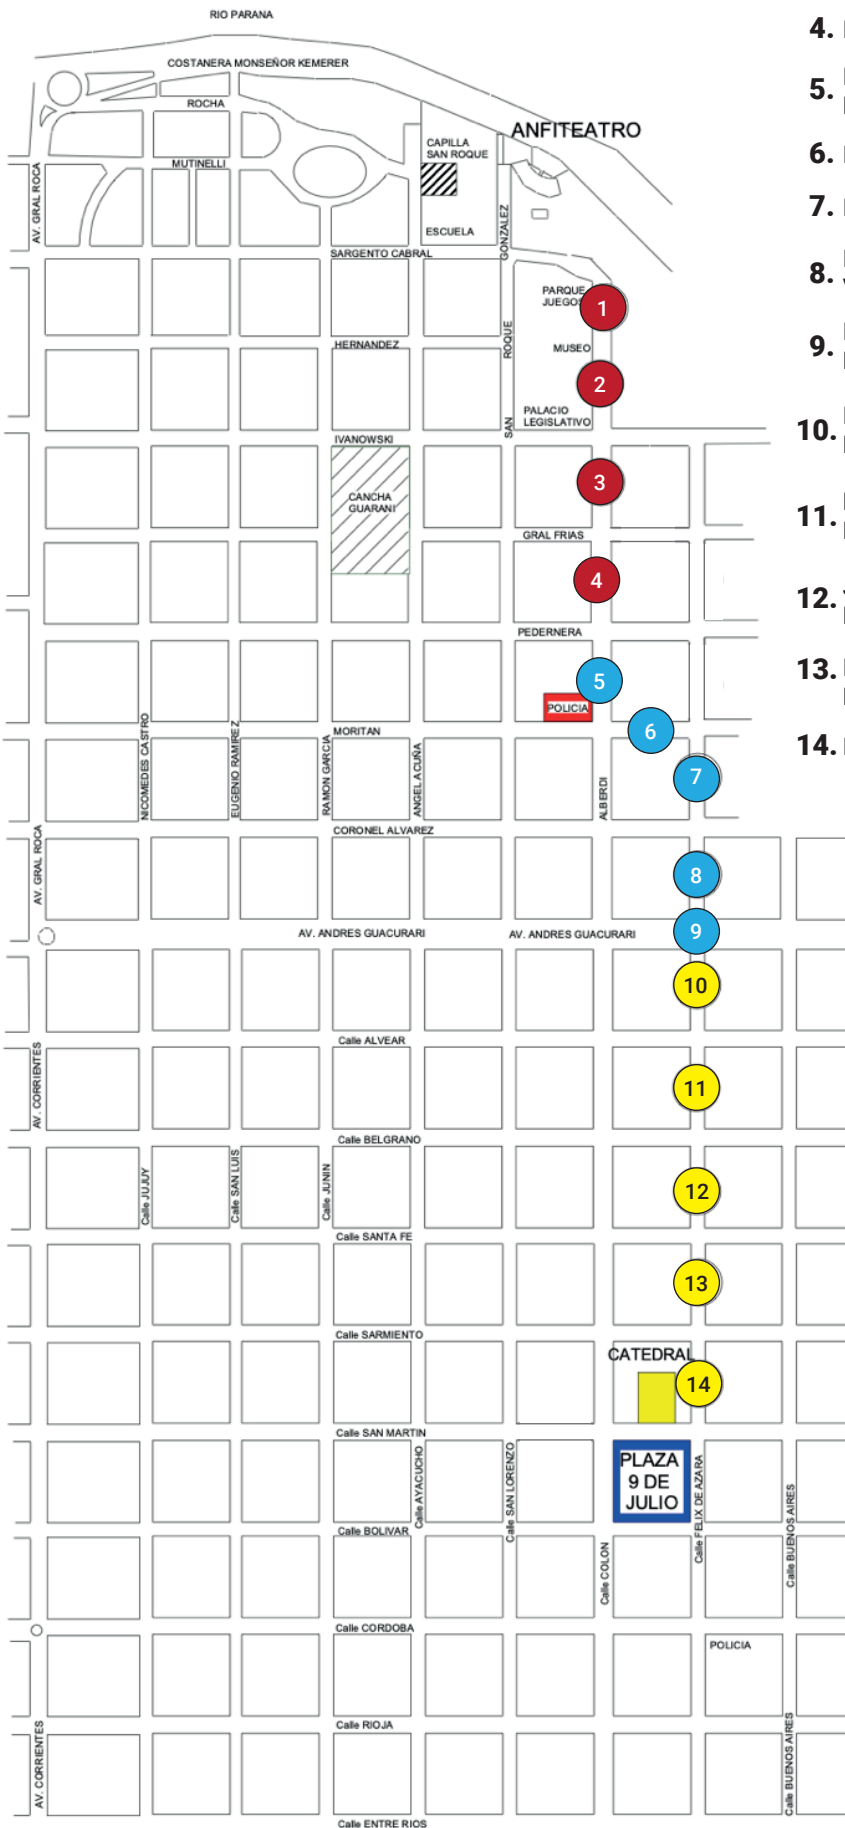 RIO PARANA
COSTANERA MONSEÑOR KEMERER
ROCHA
MUTINELLI
AV. GRAL ROCA
CAPILLA
SAN ROQUE
ESCUELA
ANFITEATRO
GONZALEZ
ROQUE
SAN
SARGENTO CABRAL
PARQUE
JUEGOS
1
HERNANDEZ
MUSEO
2
PALACIO
LEGISLATIVO
IVANOWSKI
CANCHA
GUARANI
3
GRAL FRIAS
4
PEDERNERA
5
POLICIA
6
MORITAN
NICOMEDES CASTRO
EUGENIO RAMIREZ
RAMON GARCIA
ANGEL ACUÑA
ALBERDI
7
CORONEL ALVAREZ
AV. GRAL ROCA
8
AV. ANDRES GUACURARI
AV. ANDRES GUACURARI
9
10
Calle ALVEAR
AV. CORRIENTES
11
Calle BELGRANO
Calle JUJUY
Calle SAN LUIS
Calle JUNIN
12
Calle SANTA FE
13
Calle SARMIENTO
CATEDRAL
14
Calle SAN MARTIN
Calle AYACUCHO
Calle SAN LORENZO
PLAZA
9 DE
JULIO
Calle FELIX DE AZARA
Calle BUENOS AIRES
Calle BOLIVAR
Calle COLON
Calle CORDOBA
POLICIA
Calle RIOJA
AV. CORRIENTES
Calle BUENOS AIRES
Calle ENTRE RIOS
4.
5.
6.
7.
8.
9.
10.
11.
12.
13.
14.